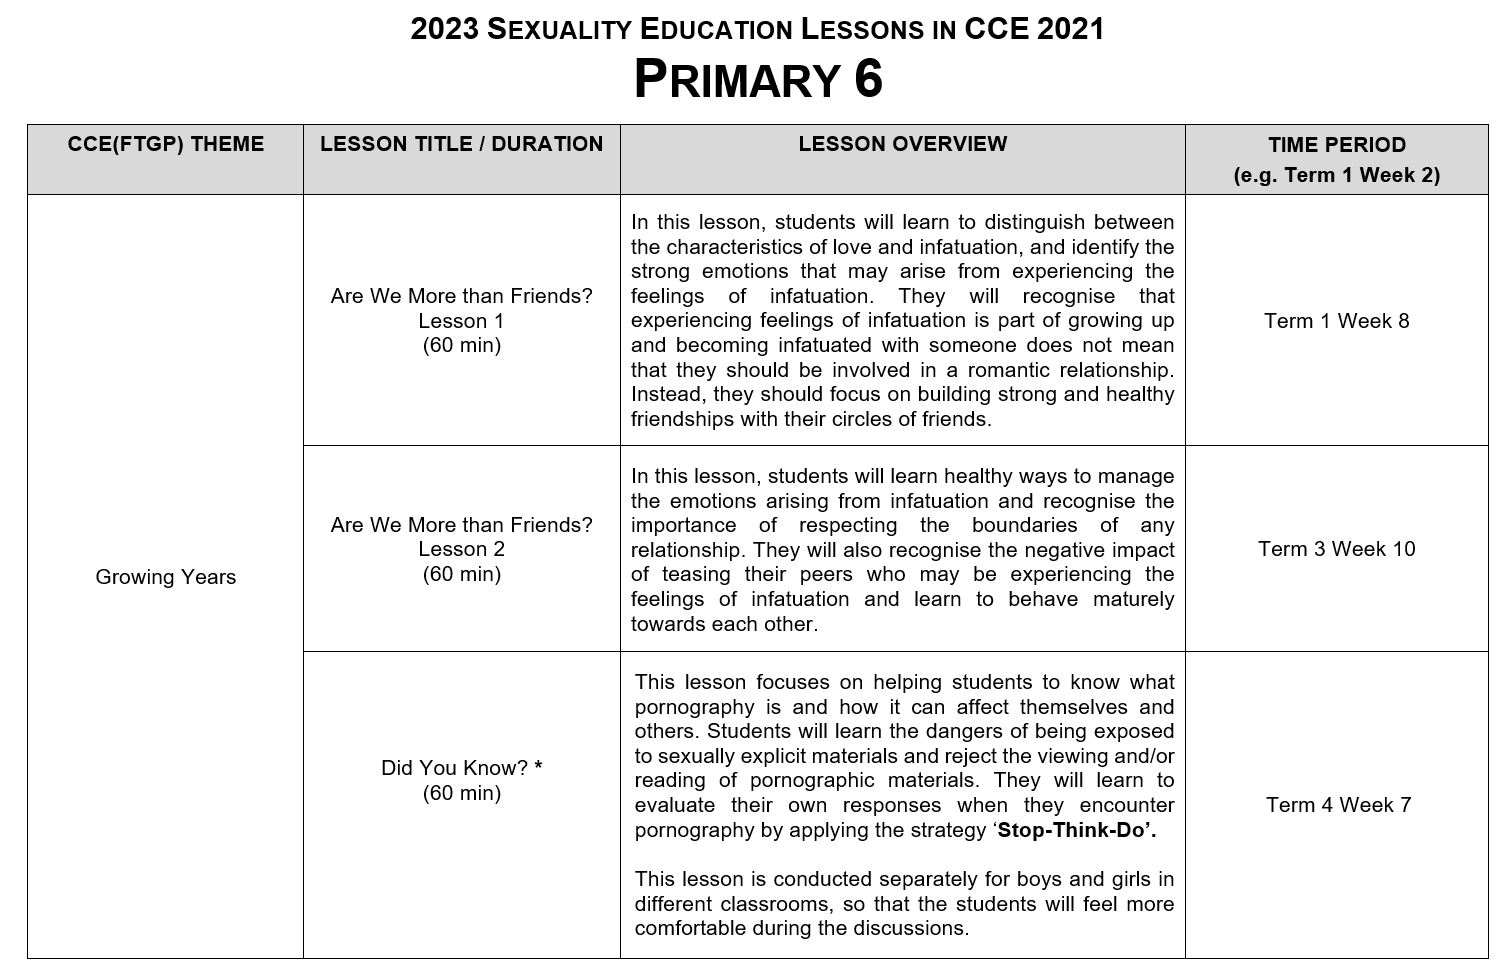 2023 SEXUALITY EDUCATION LESSONS IN CCE 2021
PRIMARY 6
CCE(FTGP) THEME
LESSON TITLE / DURATION
LESSON OVERVIEW
TIME PERIOD
(e.g. Term 1 Week 2)
Growing Years
Are We More than Friends?
Lesson 1
(60 min)
In this lesson, students will learn to distinguish between
the characteristics of love and infatuation, and identify the
strong emotions that may arise from experiencing the
feelings of infatuation. They will recognise that
experiencing feelings of infatuation is part of growing up
and becoming infatuated with someone does not mean
that they should be involved in a romantic relationship.
Instead, they should focus on building strong and healthy
friendships with their circles of friends.
Term 1 Week 8
Are We More than Friends?
Lesson 2
(60 min)
In this lesson, students will learn healthy ways to manage
the emotions arising from infatuation and recognise the
importance of respecting the boundaries of any
relationship. They will also recognise the negative impact
of teasing their peers who may be experiencing the
feelings of infatuation and learn to behave maturely
towards each other.
Term 3 Week 10
Did You Know? *
(60 min)
This lesson focuses on helping students to know what
pornography is and how it can affect themselves and
others. Students will learn the dangers of being exposed
to sexually explicit materials and reject the viewing and/or
reading of pornographic materials. They will learn to
evaluate their own responses when they encounter
pornography by applying the strategy ‘Stop-Think-Do’.
This lesson is conducted separately for boys and girls in
different classrooms, so that the students will feel more
comfortable during the discussions.
Term 4 Week 7